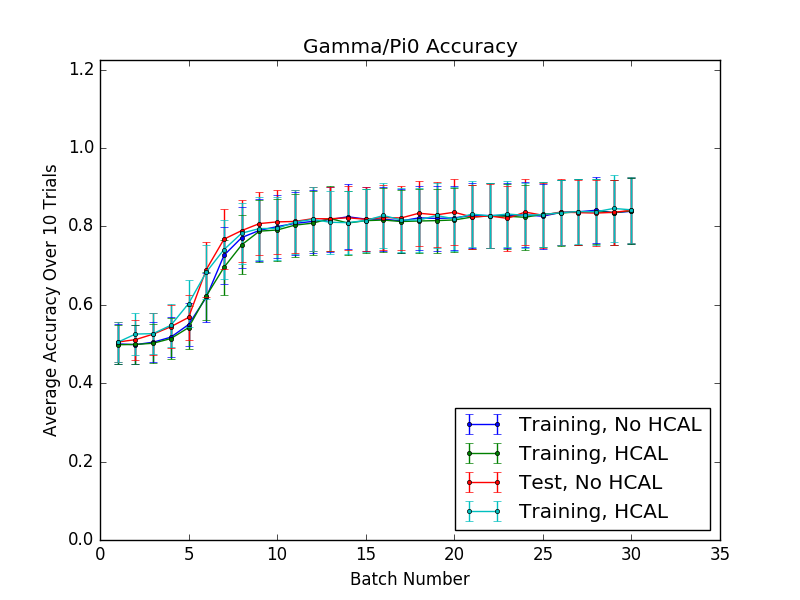 Gamma/Pi0 Accuracy
1.2
1.0
0.8
0.6
0.4
0.2
0.0
Average Accuracy Over 10 Trials
0 5 10 15 20 25 30 35
Batch Number
Training, No HCAL
Training, HCAL
Test, No HCAL
Training, HCAL